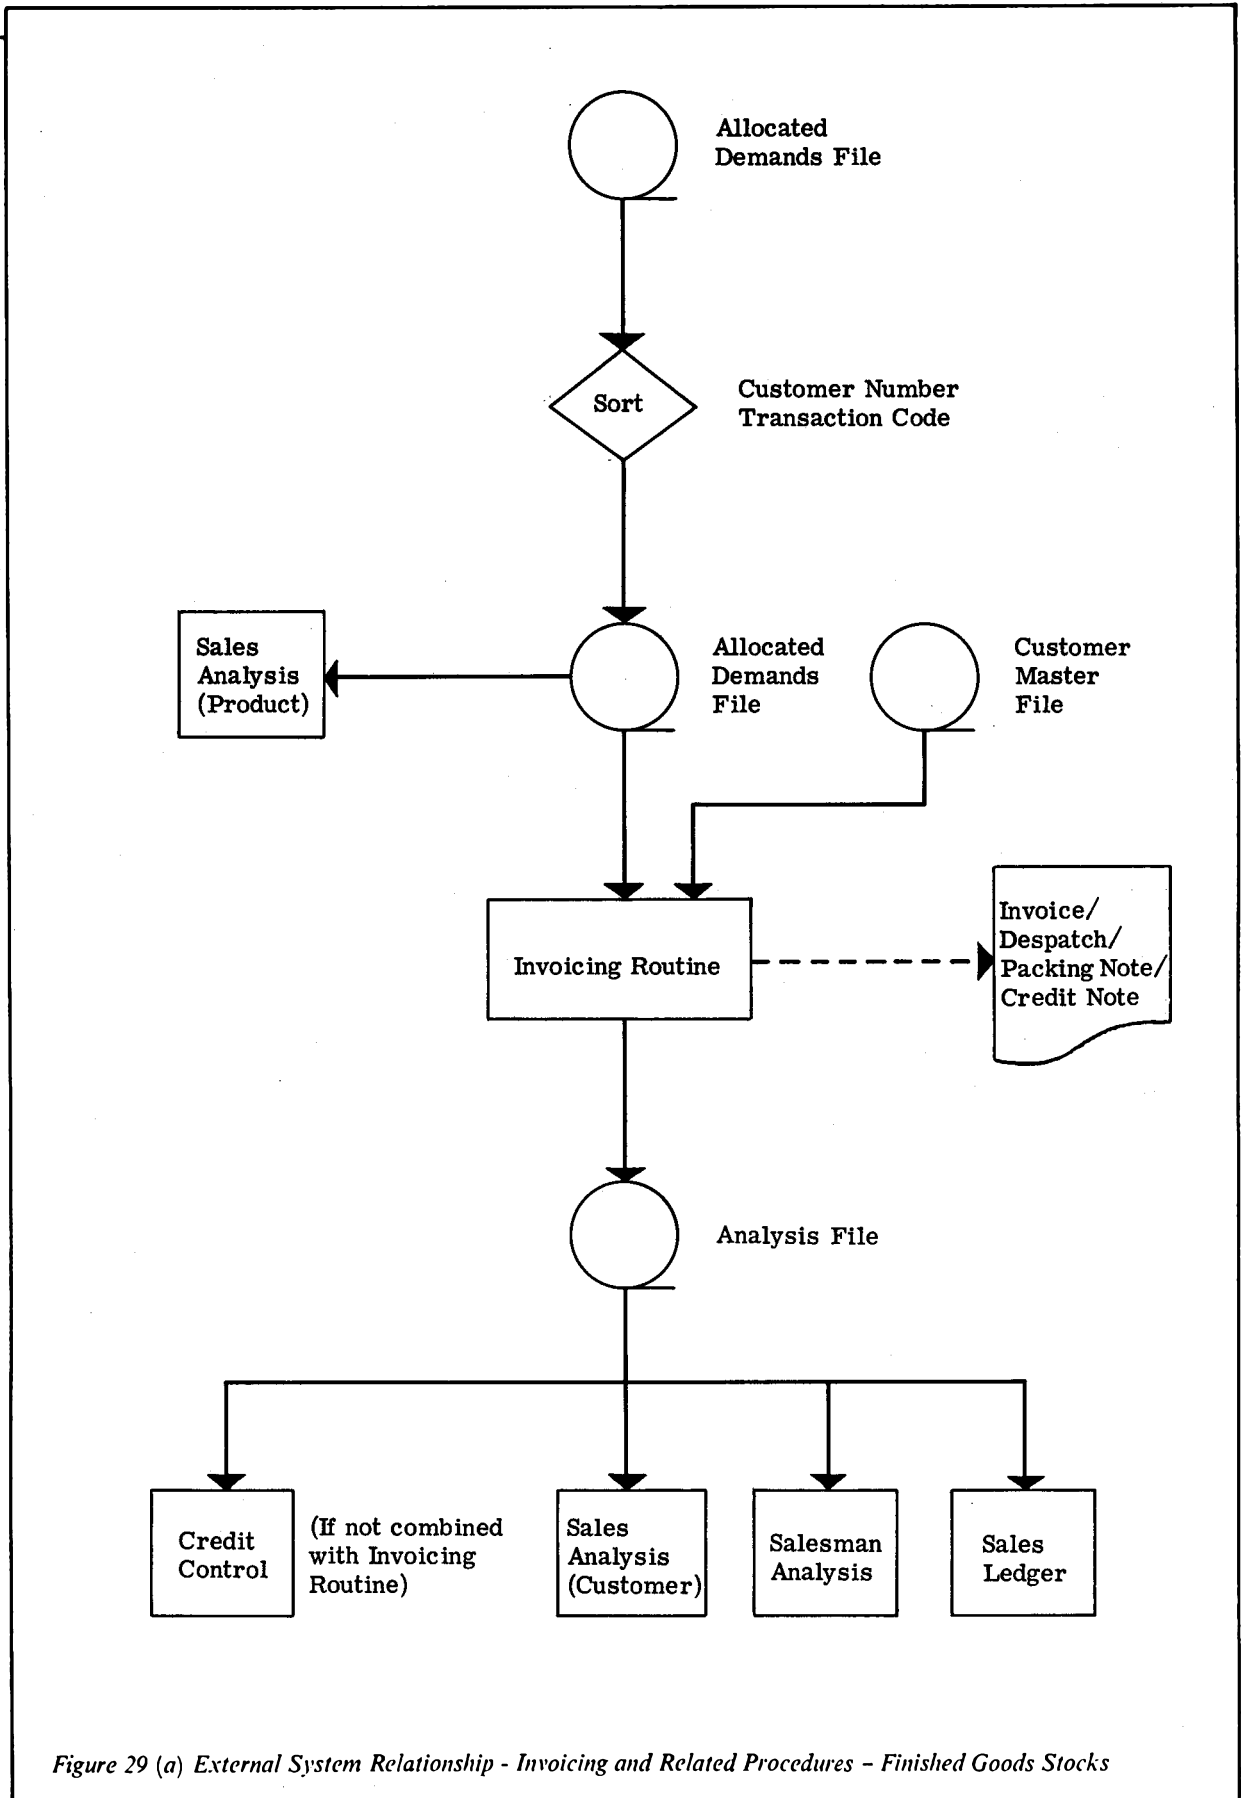 Allocated
Demands File
Sort
Customer Number
Transaction Code
Sales
Analysis
(Product)
Allocated
Demands
File
Customer
Master
File
Invoicing Routine
Invoice/
Despatch/
Packing Note/
Credit Note
Analysis File
Credit
Control
(If not combined
with Invoicing
Routine)
Sales
Analysis
(Customer)
Salesman
Analysis
Sales
Ledger
Figure 29 (a) External System Relationship - Invoicing and Related Procedures – Finished Goods Stocks